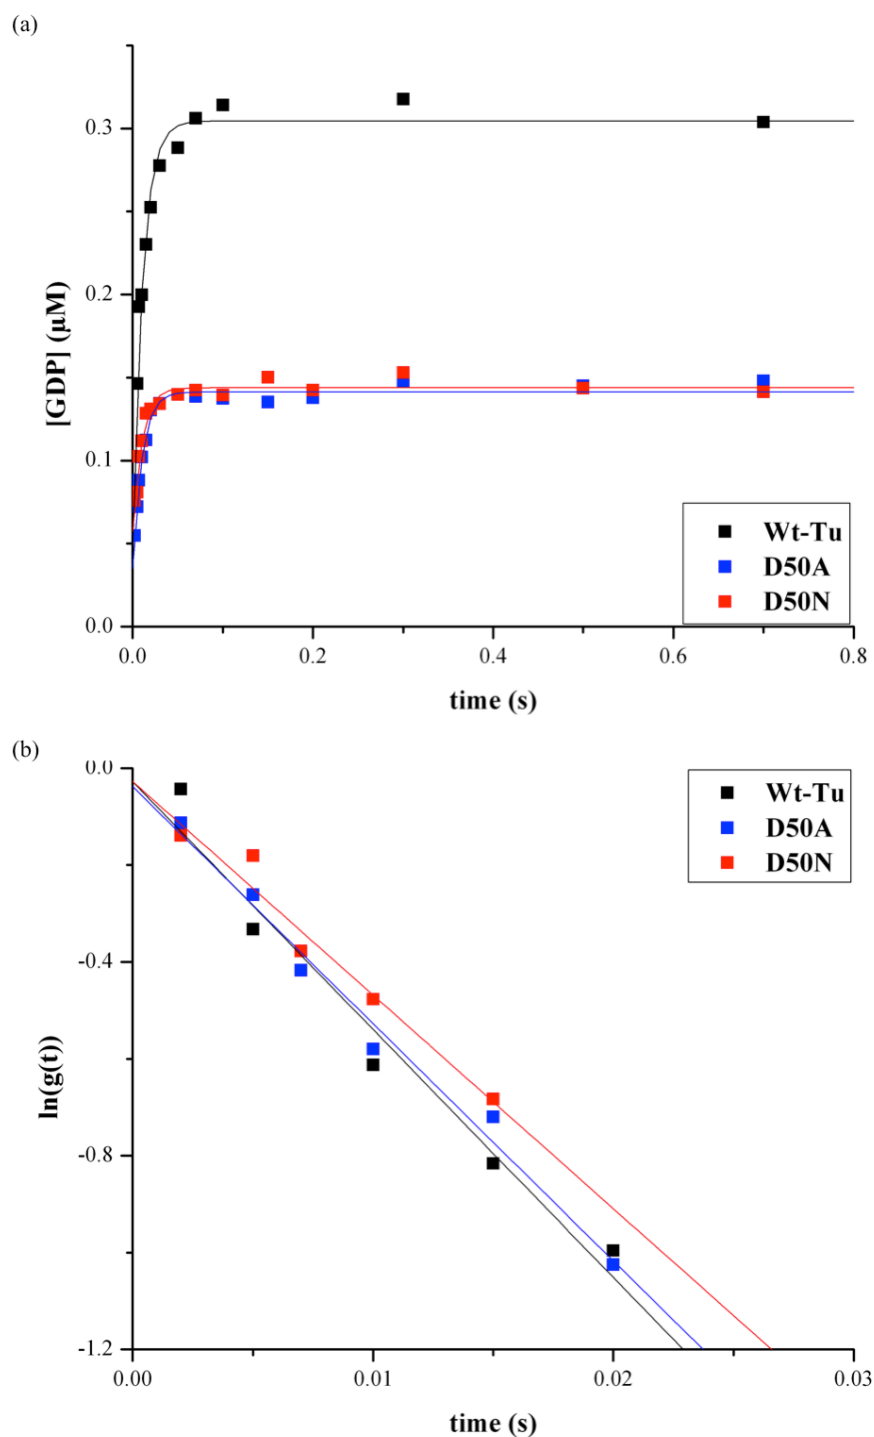 (a)
[GDP] (μM)
0.3
0.2
0.1
0.0
0.0 0.2 0.4 0.6 0.8
time (s)
Wt-Tu
D50A
D50N
(b)
ln(g(t))
0.0
-0.4
-0.8
-1.2
0.00 0.01 0.02 0.03
time (s)
Wt-Tu
D50A
D50N